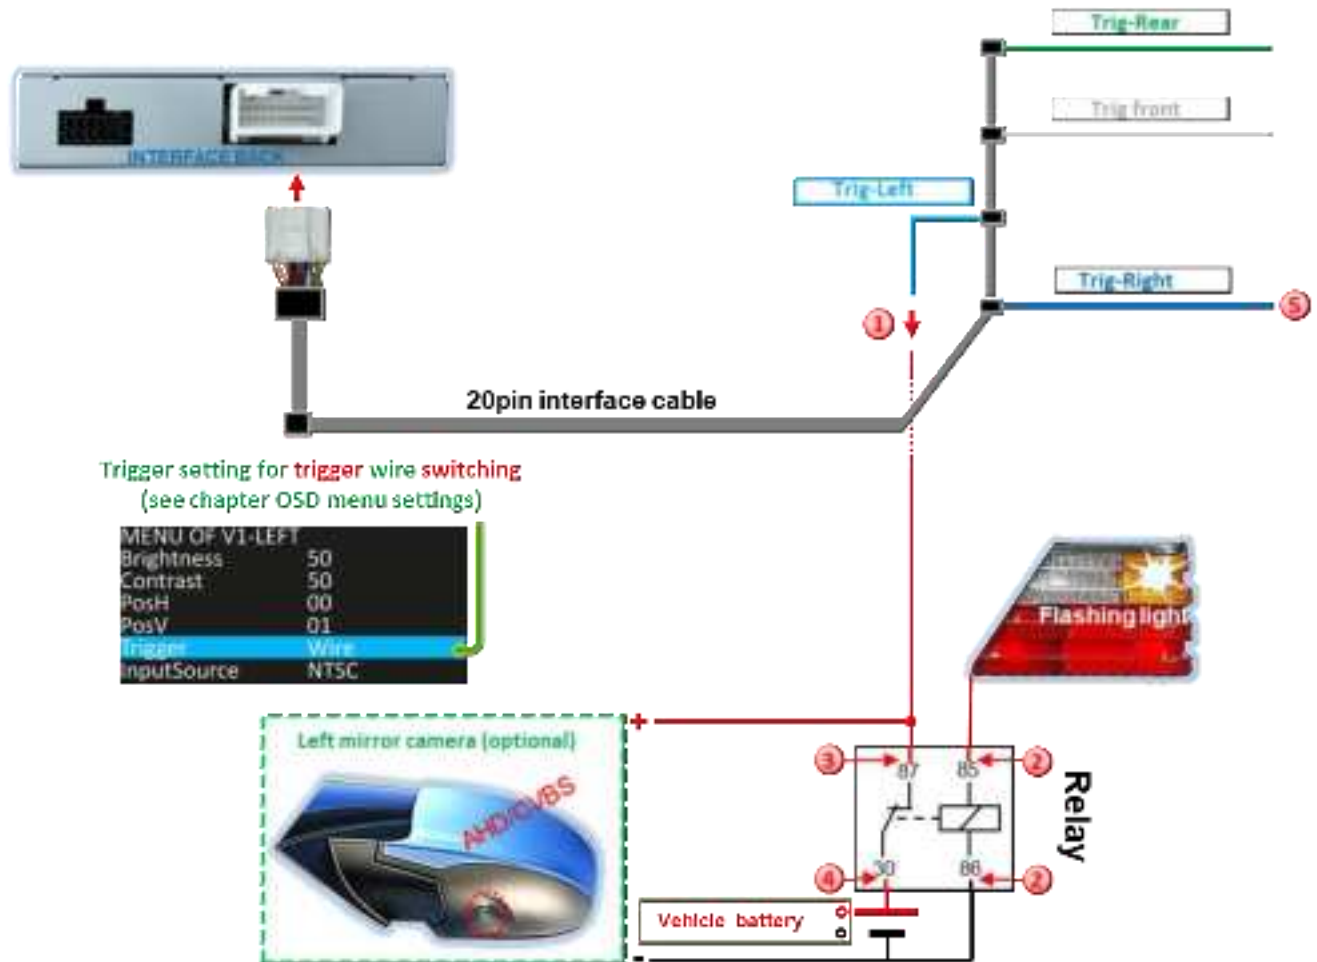 Trig-Rear
Trig front
INTERFACE BACK
Trig-Left
Trig-Right
5
1
20pin interface cable
Trigger setting for trigger wire switching
(see chapter OSD menu settings)
MENU OF V1-LEFT
Brightness 50
Contrast 50
PosH 00
PosV 01
Trigger Wire
InputSource NTSC
Flashing light
+
Left mirror camera (optional)
3
87
85
2
AHD/CVBS
Relay
4
30
86
2
Vehicle battery
-